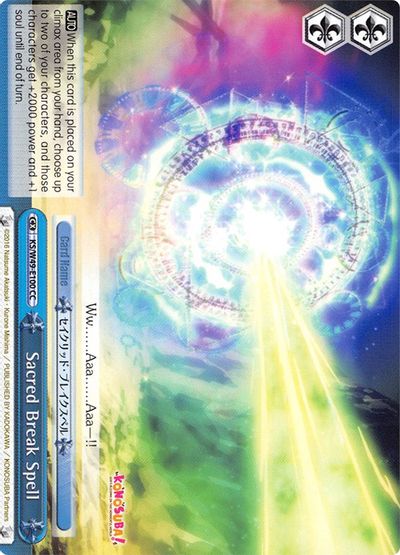 [AUTO] When this card is placed on your
climax area from your hand, choose up
to two of your characters, and those
characters get +2000 power and +1
soul until end of turn.
CX
KS/W49-E100 CC
Sacred Break Spell
Card Name
セイクリッド・ブレイクスペル
Ww......Aaa......Aaa—!!
KONOSUBA!
©2016 Natsume Akatsuki・Kurone Mishima / PUBLISHED BY KADOKAWA / KONOSUBA Partners